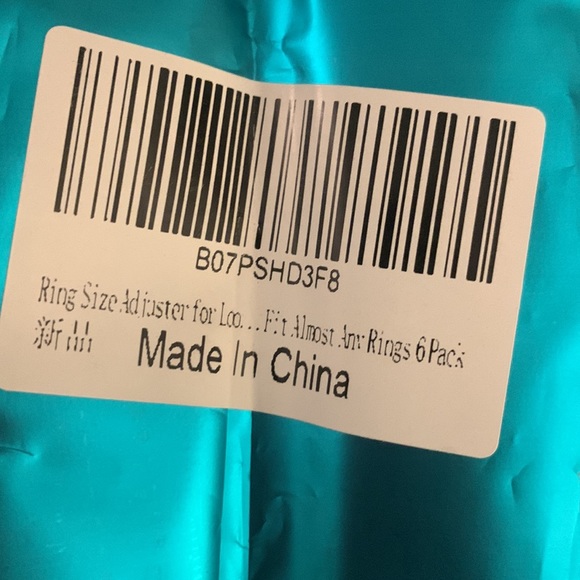 B07PSHD3F8
Ring Size Adjuster for Loo... Fit Almost Any Rings 6 Pack
新品
Made In China